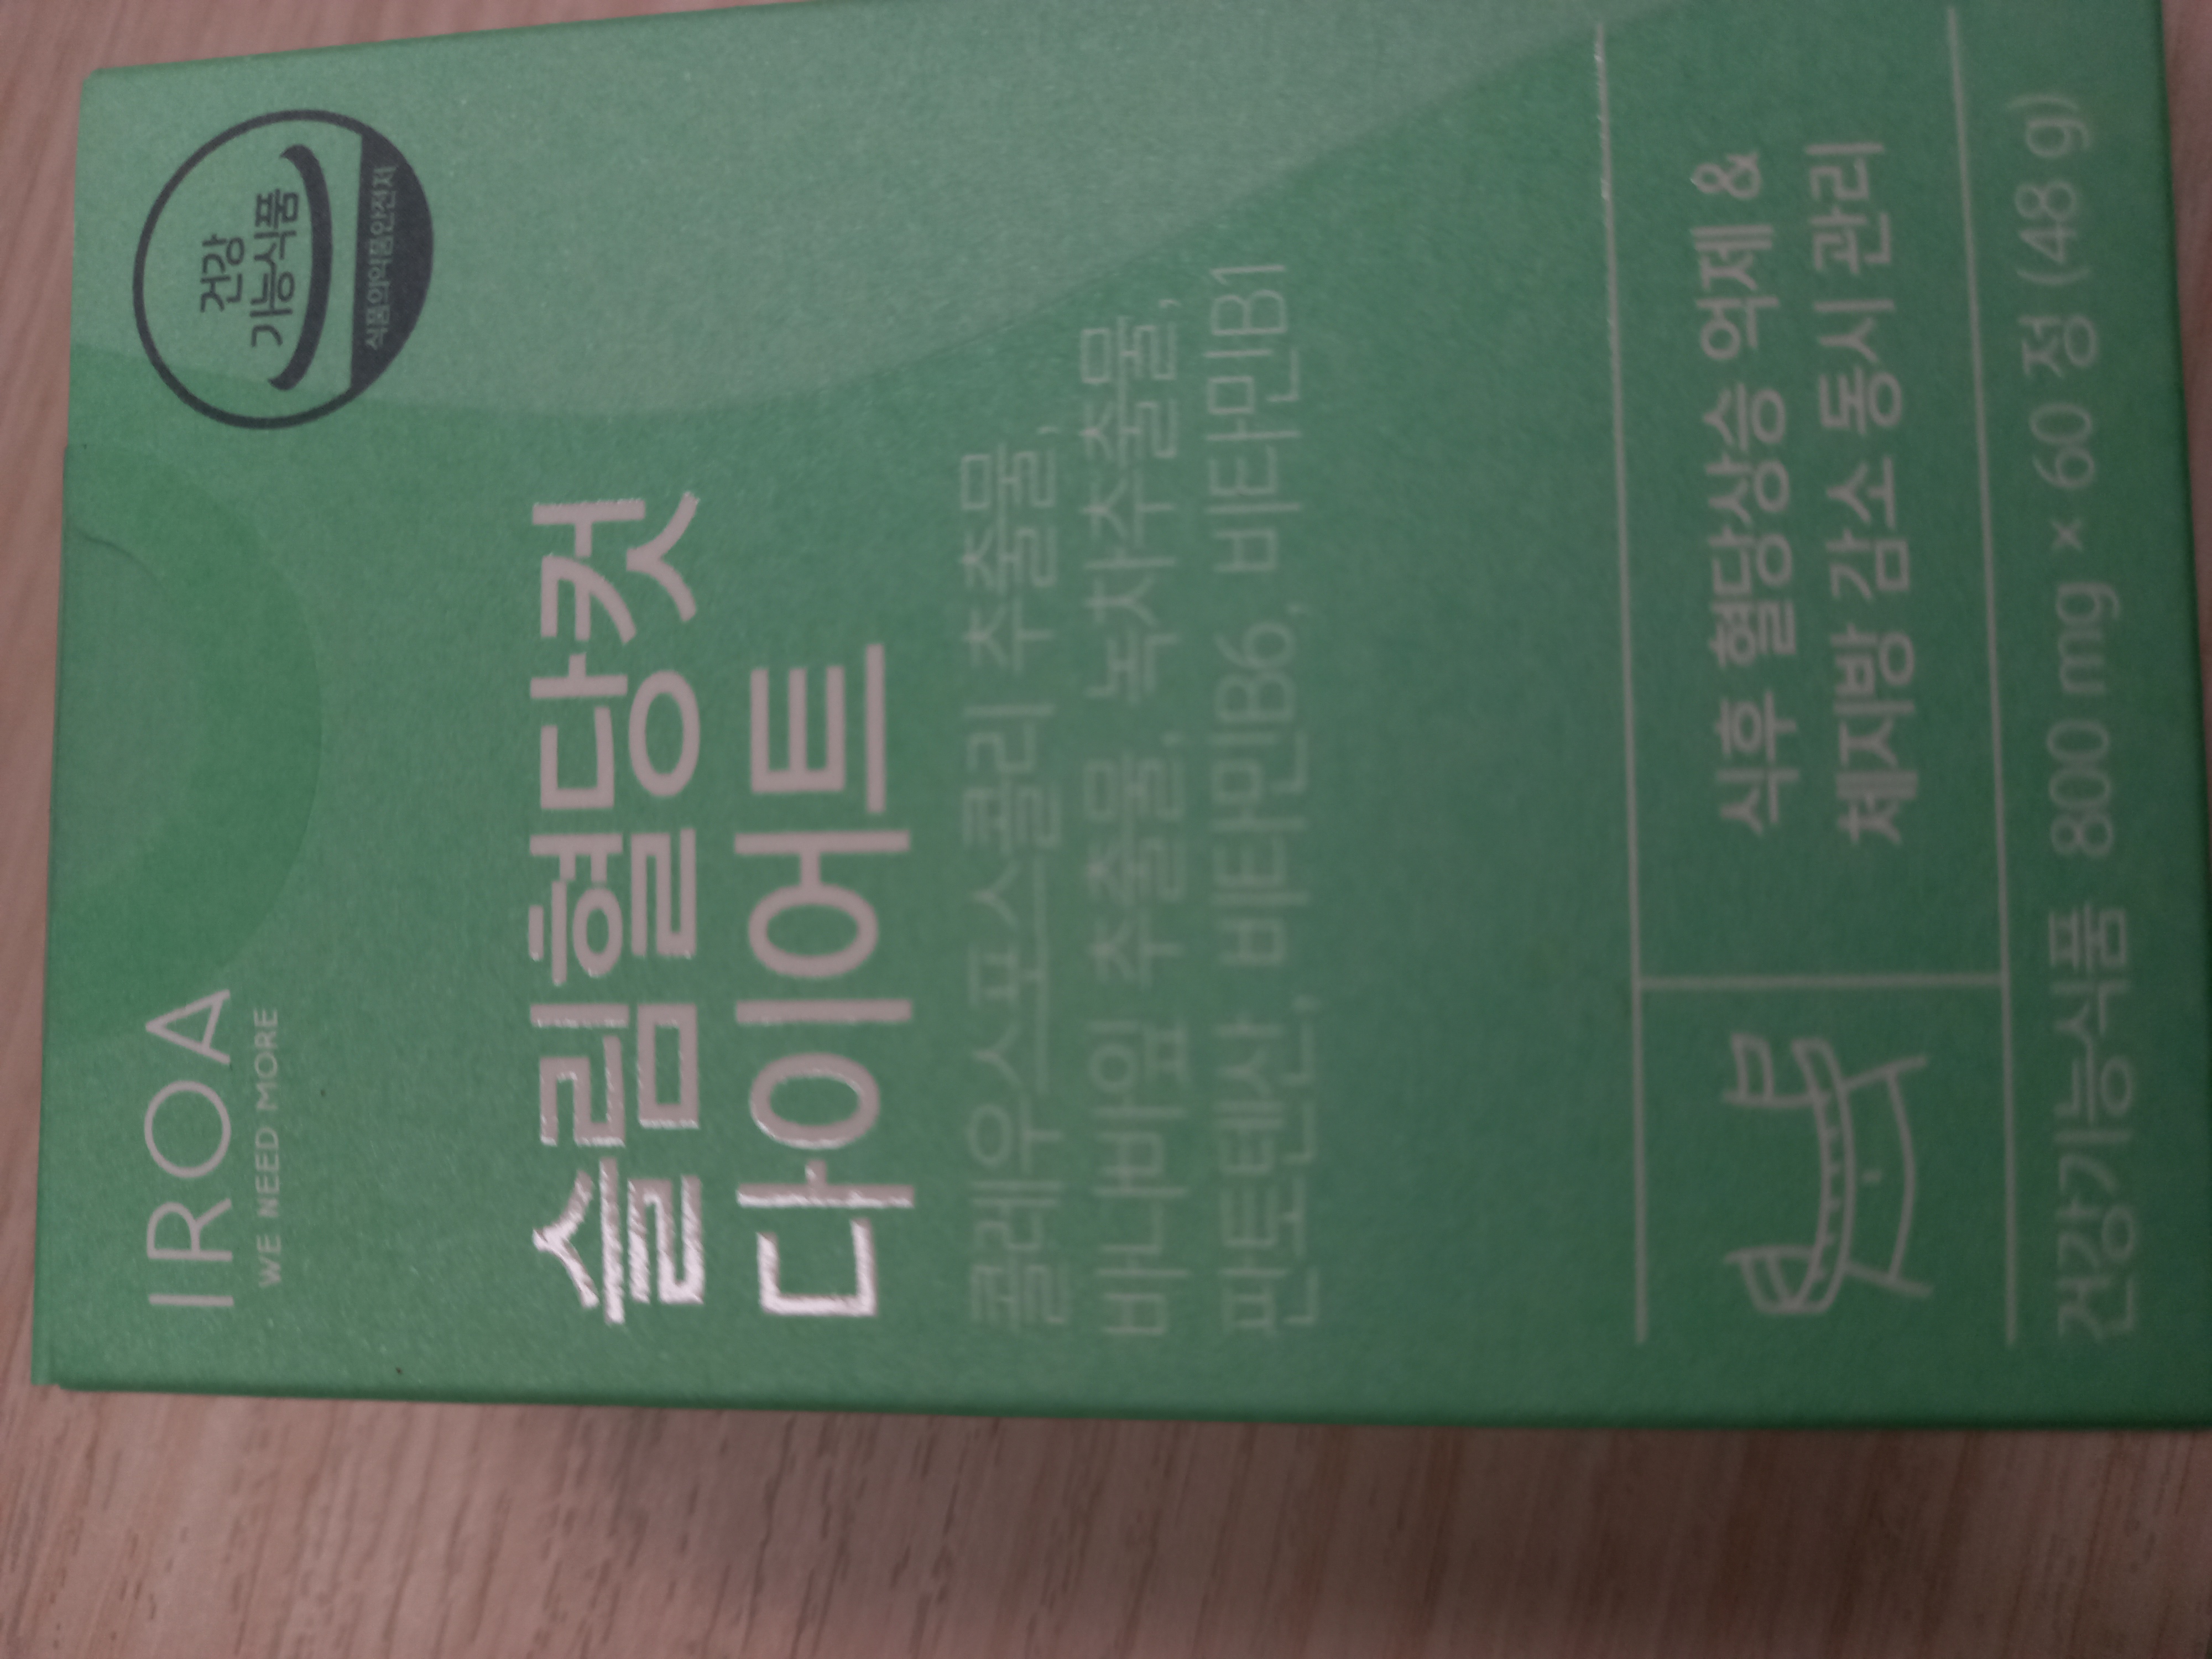 IROA
WE NEED MORE
건강
기능식품
식품의약품안전처
슬림혈당컷
다이어트
콜레우스포스콜리 추출물,
바나바잎 추출물, 녹차추출물,
판토텐산, 비타민B6, 비타민B1
식후 혈당상승 억제 &
체지방 감소 동시 관리
건강기능식품 800 mg × 60 정 (48 g)